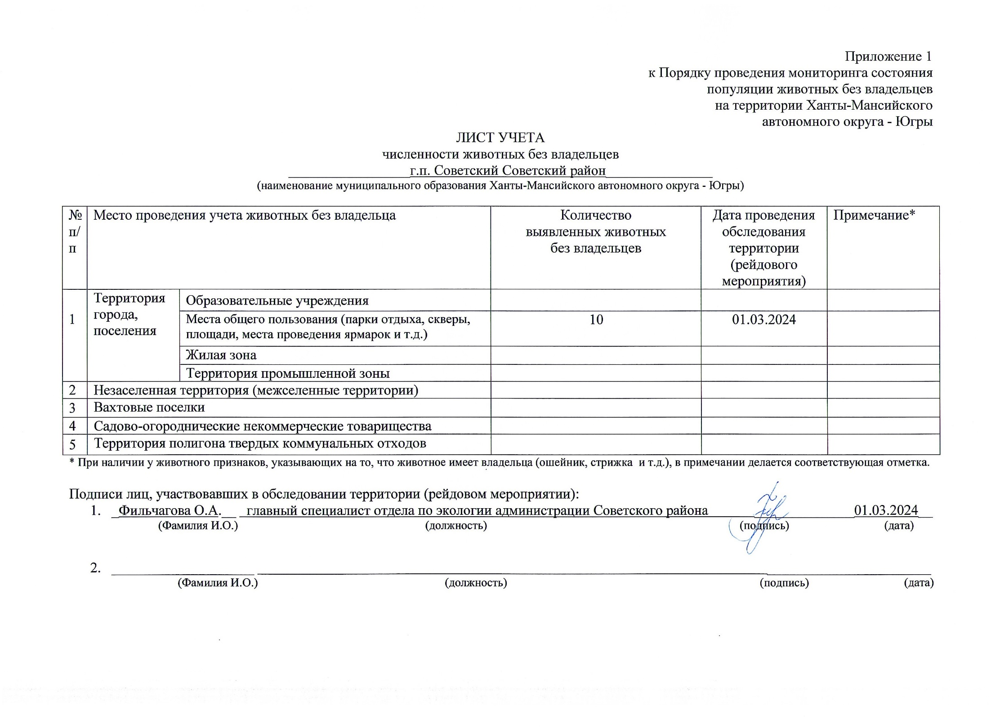 Приложение 1
к Порядку проведения мониторинга состояния
популяции животных без владельцев
на территории Ханты-Мансийского
автономного округа - Югры
ЛИСТ УЧЕТА
численности животных без владельцев
г.п. Советский Советский район
(наименование муниципального образования Ханты-Мансийского автономного округа - Югры)
№ п/п
Место проведения учета животных без владельца
Количество
выявленных животных
без владельцев
Дата проведения
обследования
территории
(рейдового
мероприятия)
Примечание*
1
Территория
города,
поселения
Образовательные учреждения
Места общего пользования (парки отдыха, скверы,
площади, места проведения ярмарок и т.д.)
10
01.03.2024
Жилая зона
Территория промышленной зоны
2 Незаселенная территория (межселенные территории)
3 Вахтовые поселки
4 Садово-огороднические некоммерческие товарищества
5 Территория полигона твердых коммунальных отходов
* При наличии у животного признаков, указывающих на то, что животное имеет владельца (ошейник, стрижка и т.д.), в примечании делается соответствующая отметка.
Подписи лиц, участвовавших в обследовании территории (рейдовом мероприятии):
1. Фильчагова О.А. главный специалист отдела по экологии администрации Советского района 01.03.2024
(Фамилия И.О.) (должность) (подпись) (дата)
2.
(Фамилия И.О.) (должность) (подпись) (дата)